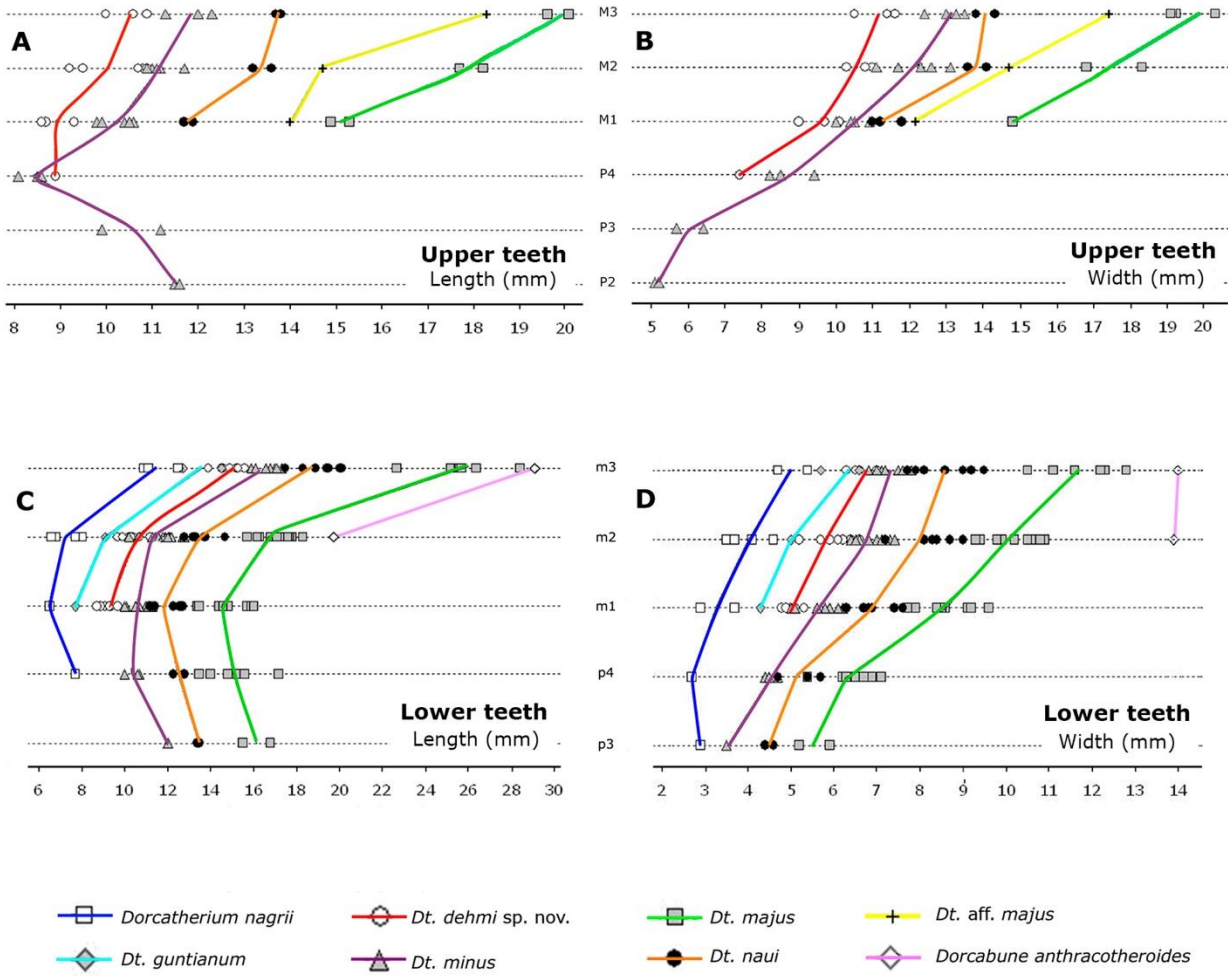 A
B
M3
M2
M1
P4
P3
P2
Upper teeth
Length (mm)
Upper teeth
Width (mm)
8 9 10 11 12 13 14 15 16 17 18 19 20
5 6 7 8 9 10 11 12 13 14 15 16 17 18 19 20
C
D
m3
m2
m1
p4
p3
Lower teeth
Length (mm)
m3
m2
m1
p4
p3
Lower teeth
Width (mm)
6 8 10 12 14 16 18 20 22 24 26 28 30
2 3 4 5 6 7 8 9 10 11 12 13 14
Dorcatherium nagrii
Dt. dehmi sp. nov.
Dt. majus
Dt. aff. majus
Dt. guntianum
Dt. minus
Dt. naui
Dorcabune anthracotheroides